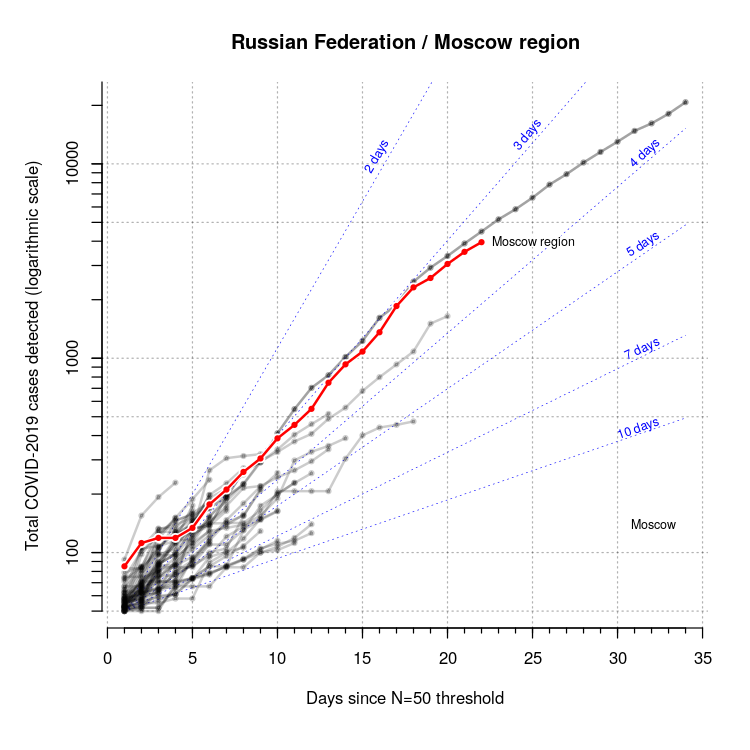 Russian Federation / Moscow region
Total COVID-2019 cases detected (logarithmic scale)
10000
1000
100
2 days
3 days
4 days
5 days
7 days
10 days
Moscow region
Moscow
0 5 10 15 20 25 30 35
Days since N=50 threshold